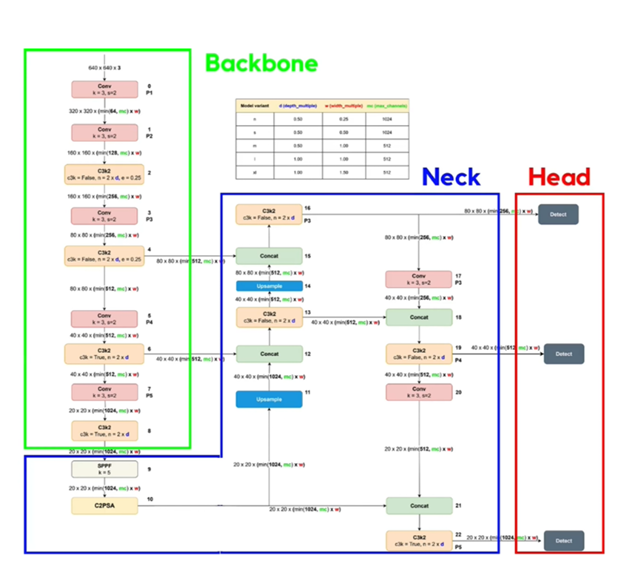 Backbone
640 x 640 x 3
Conv
k = 3, s=2
0
P1
320 x 320 x (min(64, mc) x w)
Conv
k = 3, s=2
1
P2
160 x 160 x (min(128, mc) x w)
C3k2
c3k = False, n = 2 x d, e = 0.25
2
160 x 160 x (min(256, mc) x w)
Conv
k = 3, s=2
3
P3
80 x 80 x (min(256, mc) x w)
C3k2
c3k = False, n = 2 x d, e = 0.25
4
80 x 80 x (min(512, mc) x w)
80 x 80 x (min(512, mc) x w)
Conv
k = 3, s=2
5
P4
40 x 40 x (min(512, mc) x w)
C3k2
c3k = True, n = 2 x d
6
40 x 40 x (min(512, mc) x w)
40 x 40 x (min(512, mc) x w)
Conv
k = 3, s=2
7
P5
20 x 20 x (min(1024, mc) x w)
C3k2
c3k = True, n = 2 x d
8
20 x 20 x (min(1024, mc) x w)
SPPF
k = 5
9
20 x 20 x (min(1024, mc) x w)
C2PSA
10
20 x 20 x (min(1024, mc) x w)
Model variant d (depth_multiple) w (width_multiple) mc (max_channels)
n 0.50 0.25 1024
s 0.50 0.50 1024
m 0.50 1.00 512
l 1.00 1.00 512
1.00 1.50 512
Neck
C3k2
c3k = False, n = 2 x d
16
P3
Concat
15
80 x 80 x (min(512, mc) x w)
Upsample
14
40 x 40 x (min(512, mc) x w)
C3k2
c3k = False, n = 2 x d
13
40 x 40 x (min(512, mc) x w)
Concat
12
40 x 40 x (min(1024, mc) x w)
Upsample
11
20 x 20 x (min(1024, mc) x w)
80 x 80 x (min(256, mc) x w)
80 x 80 x (min(256, mc) x w)
Conv
k = 3, s=2
17
P3
40 x 40 x (min(256, mc) x w)
Concat
18
C3k2
c3k = False, n = 2 x d
19
P4
40 x 40 x (min(512, mc) x w)
40 x 40 x (min(512, mc) x w)
Conv
k = 3, s=2
20
20 x 20 x (min(512, mc) x w)
Concat
21
C3k2
c3k = True, n = 2 x d
22
P5
20 x 20 x (min(1024, mc) x w)
Head
Detect
Detect
Detect